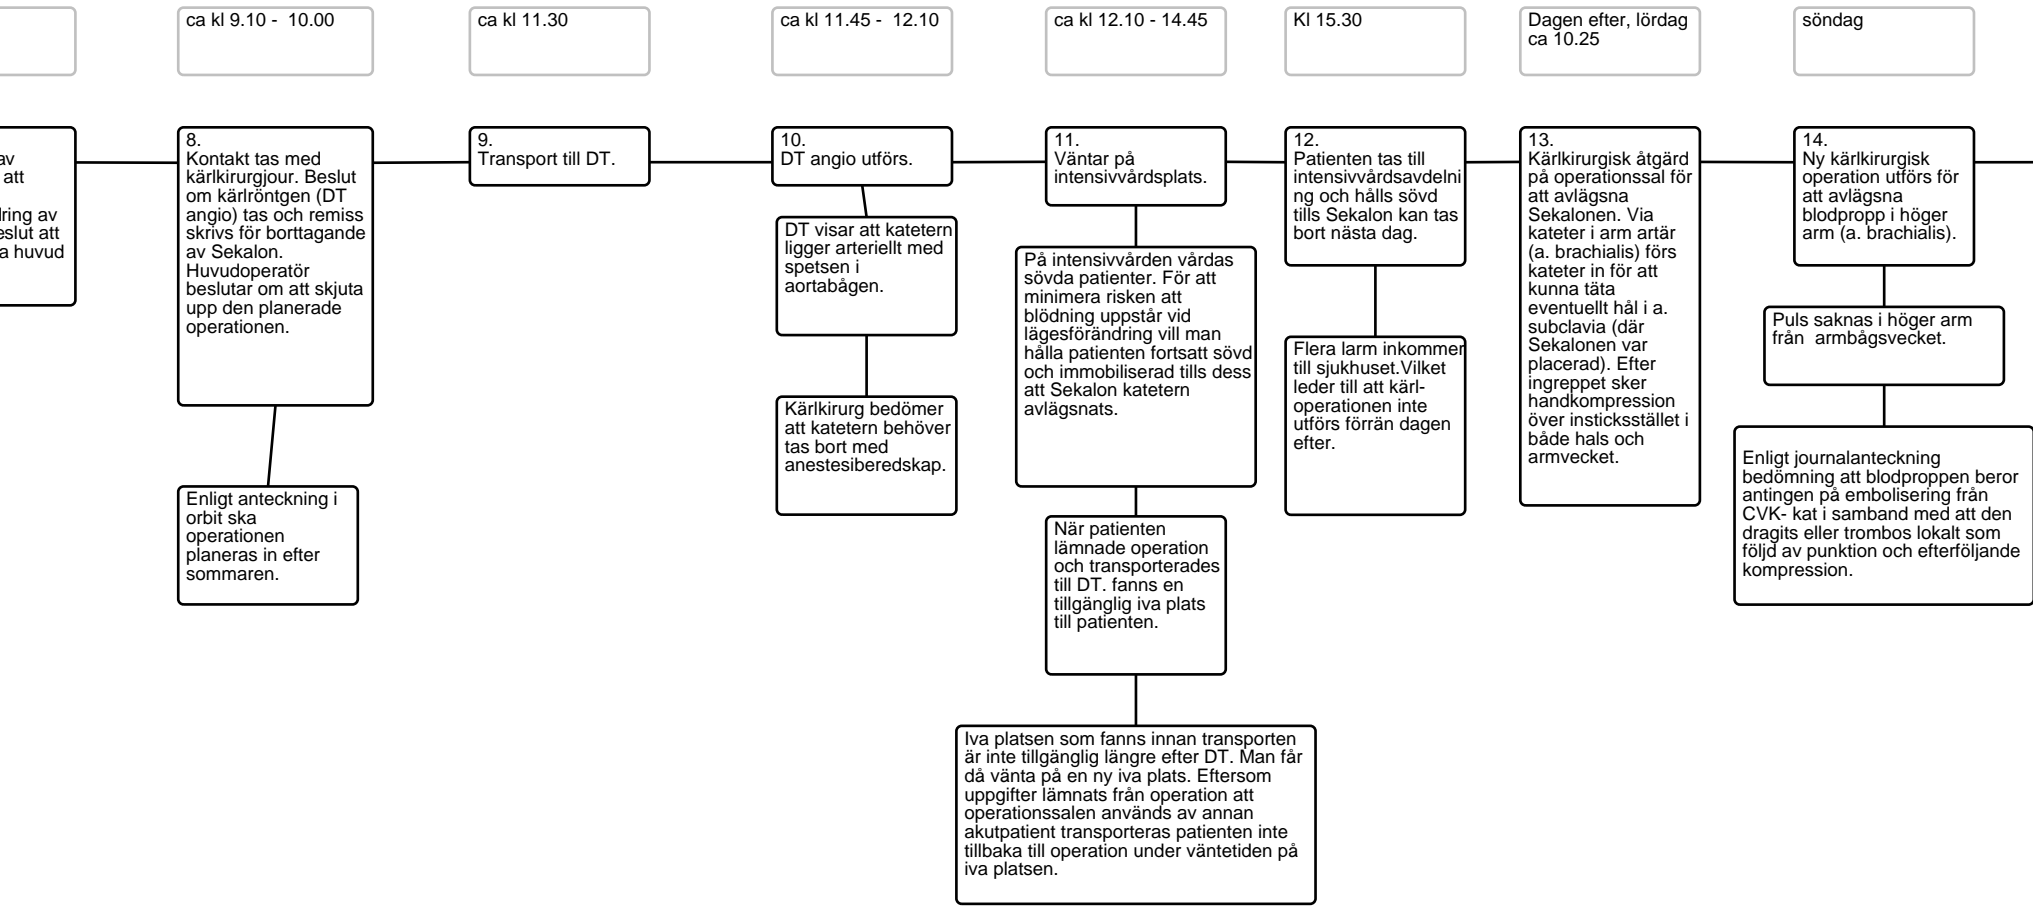 ca kl 9.10 -  10.00
ca kl 11.30
ca kl 11.45 -  12.10
ca kl 12.10 - 14.45
Kl 15.30
Dagen efter, lördag
ca 10.25
söndag
av
att
ring av
eslut att
a huvud
8.
Kontakt tas med
kärlkirurgjour. Beslut
om kärlröntgen (DT
angio) tas och remiss
skrivs för borttagande
av Sekalon.
Huvudoperatör
beslutar om att skjuta
upp den planerade
operationen.
Enligt anteckning i
orbit ska
operationen
planeras in efter
sommaren.
9.
Transport till DT.
10.
DT angio utförs.
DT visar att katetern
ligger arteriellt med
spetsen i
aortabågen.
Kärlkirurg bedömer
att katetern behöver
tas bort med
anestesiberedskap.
11.
Väntar på
intensivvårdsplats.
På intensivvården vårdas
sövda patienter. För att
minimera risken att
blödning uppstår vid
lägesförändring vill man
hålla patienten fortsatt sövd
och immobiliserad tills dess
att Sekalon katetern
avlägsnats.
När patienten
lämnade operation
och transporterades
till DT. fanns en
tillgänglig iva plats
till patienten.
Iva platsen som fanns innan transporten
är inte tillgänglig längre efter DT. Man får
då vänta på en ny iva plats. Eftersom
uppgifter lämnats från operation att
operationssalen används av annan
akutpatient transporteras patienten inte
tillbaka till operation under väntetiden på
iva platsen.
12.
Patienten tas till
intensivvårdsavdelni
ng och hålls sövd
tills Sekalon kan tas
bort nästa dag.
Flera larm inkommer
till sjukhuset.Vilket
leder till att kärl-
operationen inte
utförs förrän dagen
efter.
13.
Kärlkirurgisk åtgärd
på operationssal för
att avlägsna
Sekalonen. Via
kateter i arm artär
(a. brachialis) förs
kateter in för att
kunna täta
eventuellt hål i a.
subclavia (där
Sekalonen var
placerad). Efter
ingreppet sker
handkompression
över insticksstället i
både hals och
armvecket.
14.
Ny kärlkirurgisk
operation utförs för
att avlägsna
blodpropp i höger
arm (a. brachialis).
Puls saknas i höger arm
från  armbågsvecket.
Enligt journalanteckning
bedömning att blodproppen beror
antingen på embolisering från
CVK- kat i samband med att den
dragits eller trombos lokalt som
följd av punktion och efterföljande
kompression.